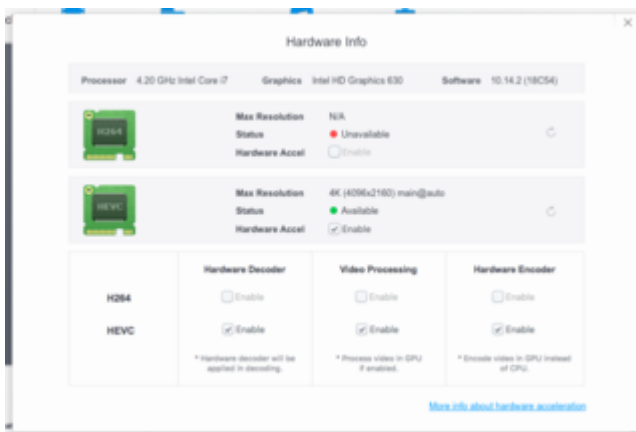 Hardware Info
Processor 4.20 GHz Intel Core i7 Graphics Intel HD Graphics 630 Software 10.14.2 (18C54)
H264
Max Resolution N/A
Status Unavailable
Hardware Accel Enable
HEVC
Max Resolution 4K (4096x2160) main@auto
Status Available
Hardware Accel Enable
Hardware Decoder Video Processing Hardware Encoder
H264 Enable Enable Enable
HEVC Enable Enable Enable
* Hardware decoder will be * Process video in GPU * Encode video in GPU instead
applied in decoding. if enabled. of CPU.
More info about hardware acceleration